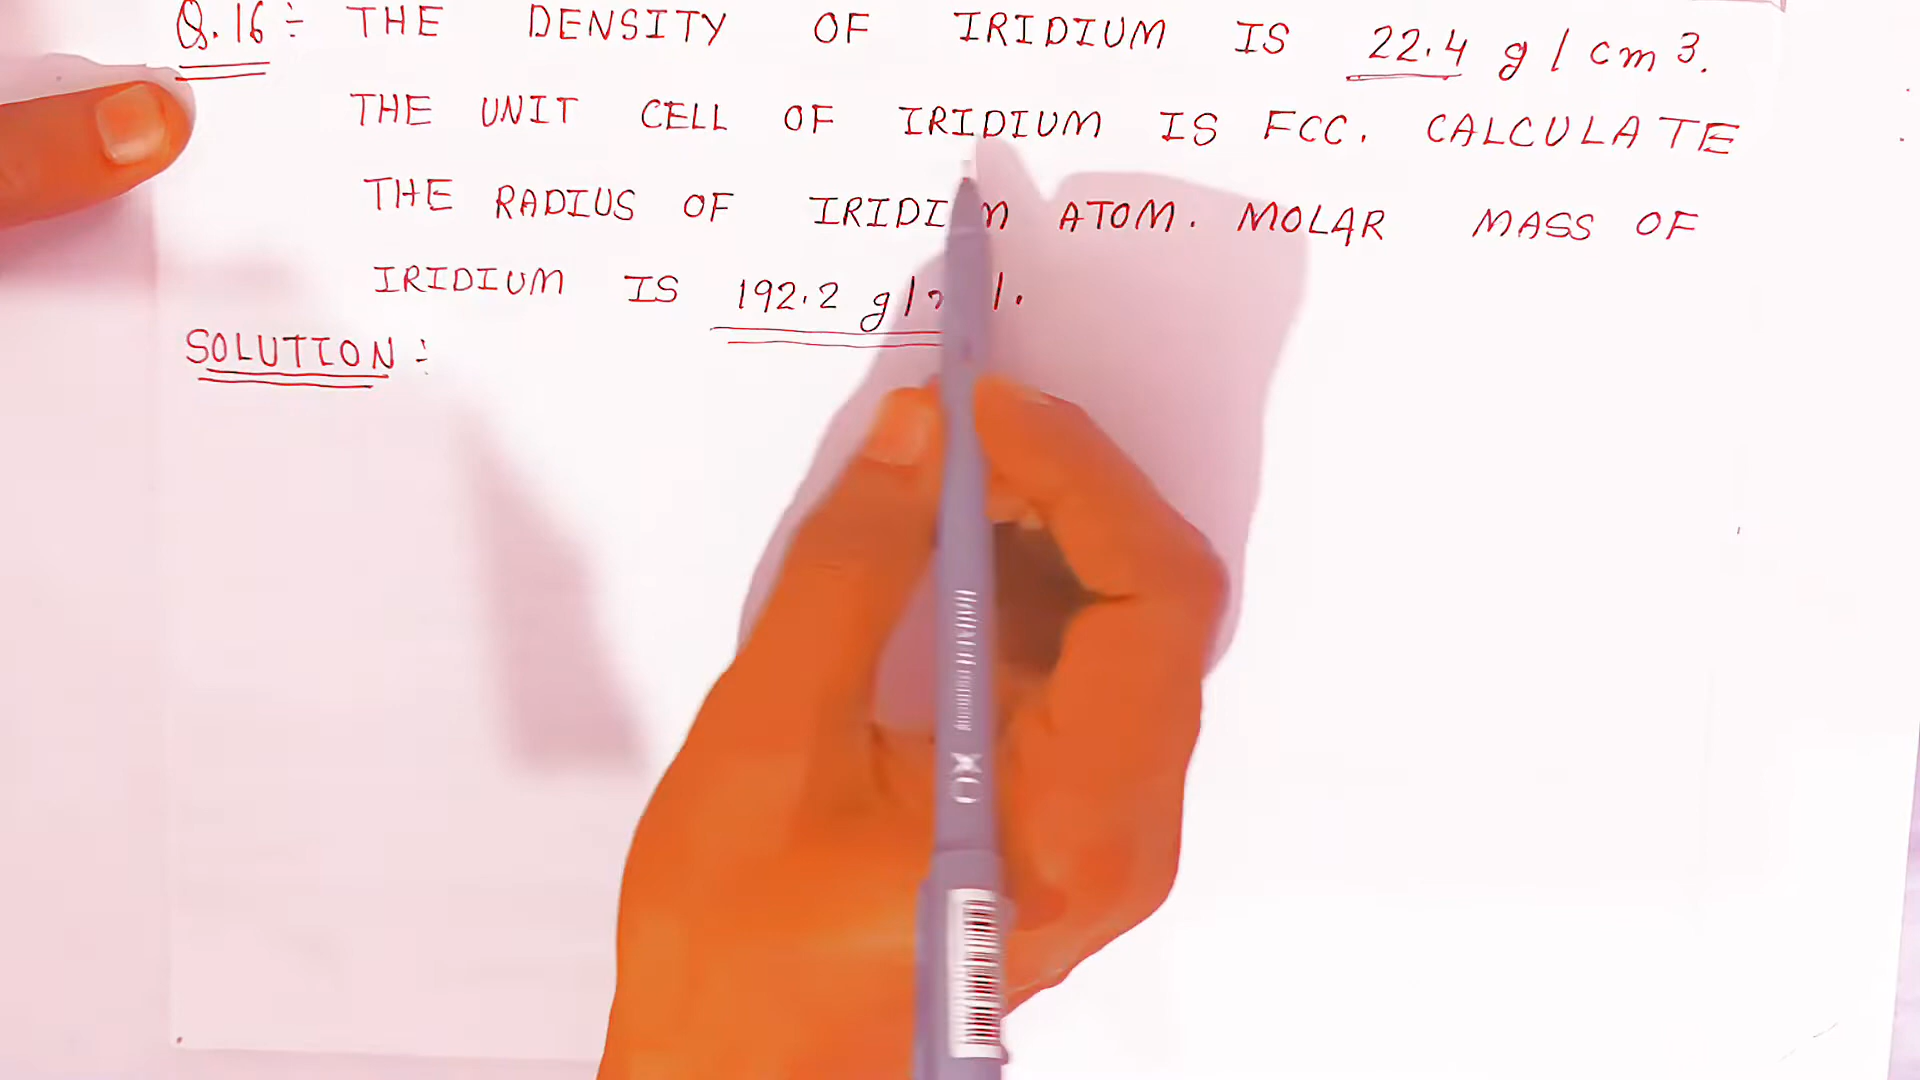 Q.16 ÷ THE DENSITY OF IRIDIUM IS 22.4 g/cm3.
THE UNIT CELL OF IRIDIUM IS FCC. CALCULATE
THE RADIUS OF ATOM. MOLAR MASS OF
IRIDIUM IS 192.2
SOLUTION ÷
XO